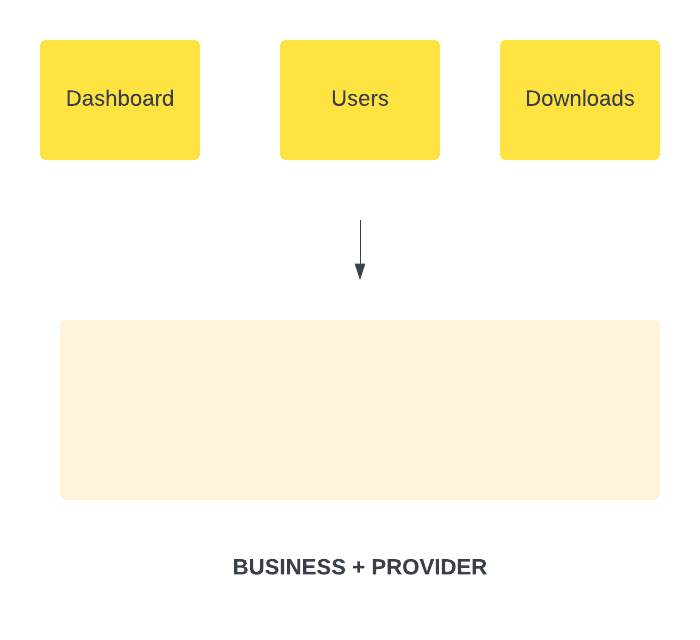 Dashboard
Users
Downloads
BUSINESS + PROVIDER